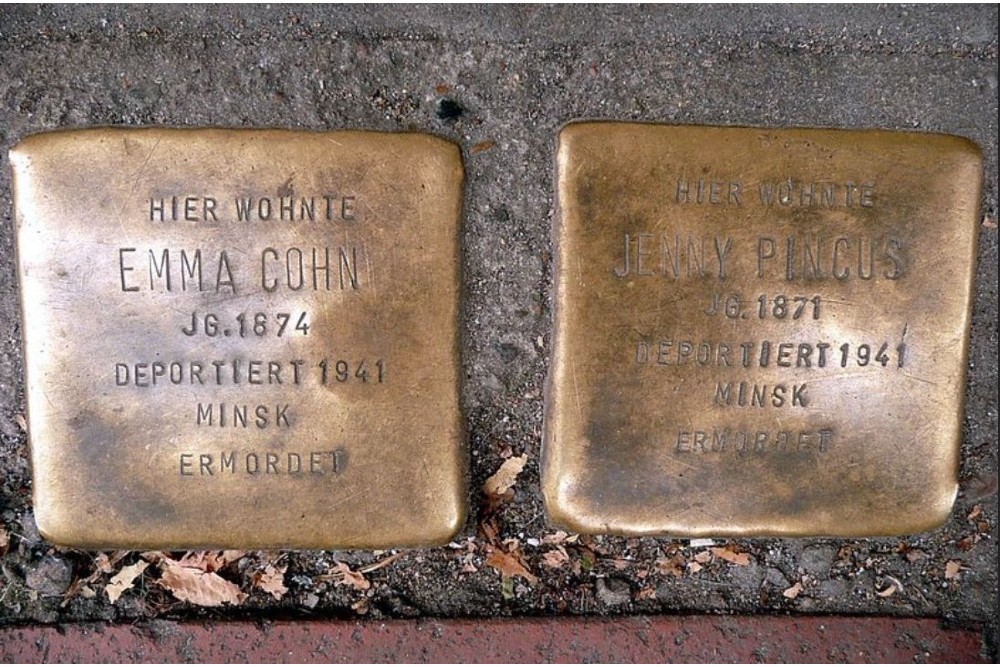 HIER WOHNTE
EMMA COHN
JG. 1874
DEPORTIERT 1941
MINSK
ERMORDET
HIER WOHNTE
JENNY PINCUS
JG. 1871
DEPORTIERT 1941
MINSK
ERMORDET